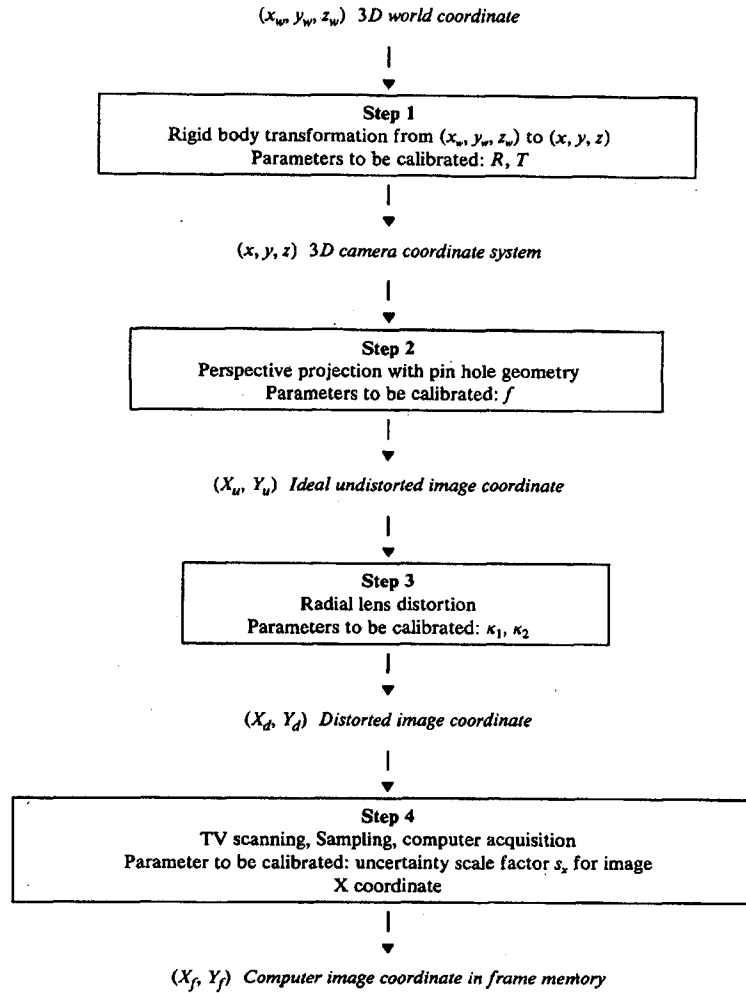 (x_w, y_w, z_w) 3D world coordinate
Step 1
Rigid body transformation from (x_w, y_w, z_w) to (x, y, z)
Parameters to be calibrated: R, T
(x, y, z) 3D camera coordinate system
Step 2
Perspective projection with pin hole geometry
Parameters to be calibrated: f
(X_u, Y_u) Ideal undistorted image coordinate
Step 3
Radial lens distortion
Parameters to be calibrated: κ₁, κ₂
(X_d, Y_d) Distorted image coordinate
Step 4
TV scanning, Sampling, computer acquisition
Parameter to be calibrated: uncertainty scale factor s_x for image
X coordinate
(X_f, Y_f) Computer image coordinate in frame memory